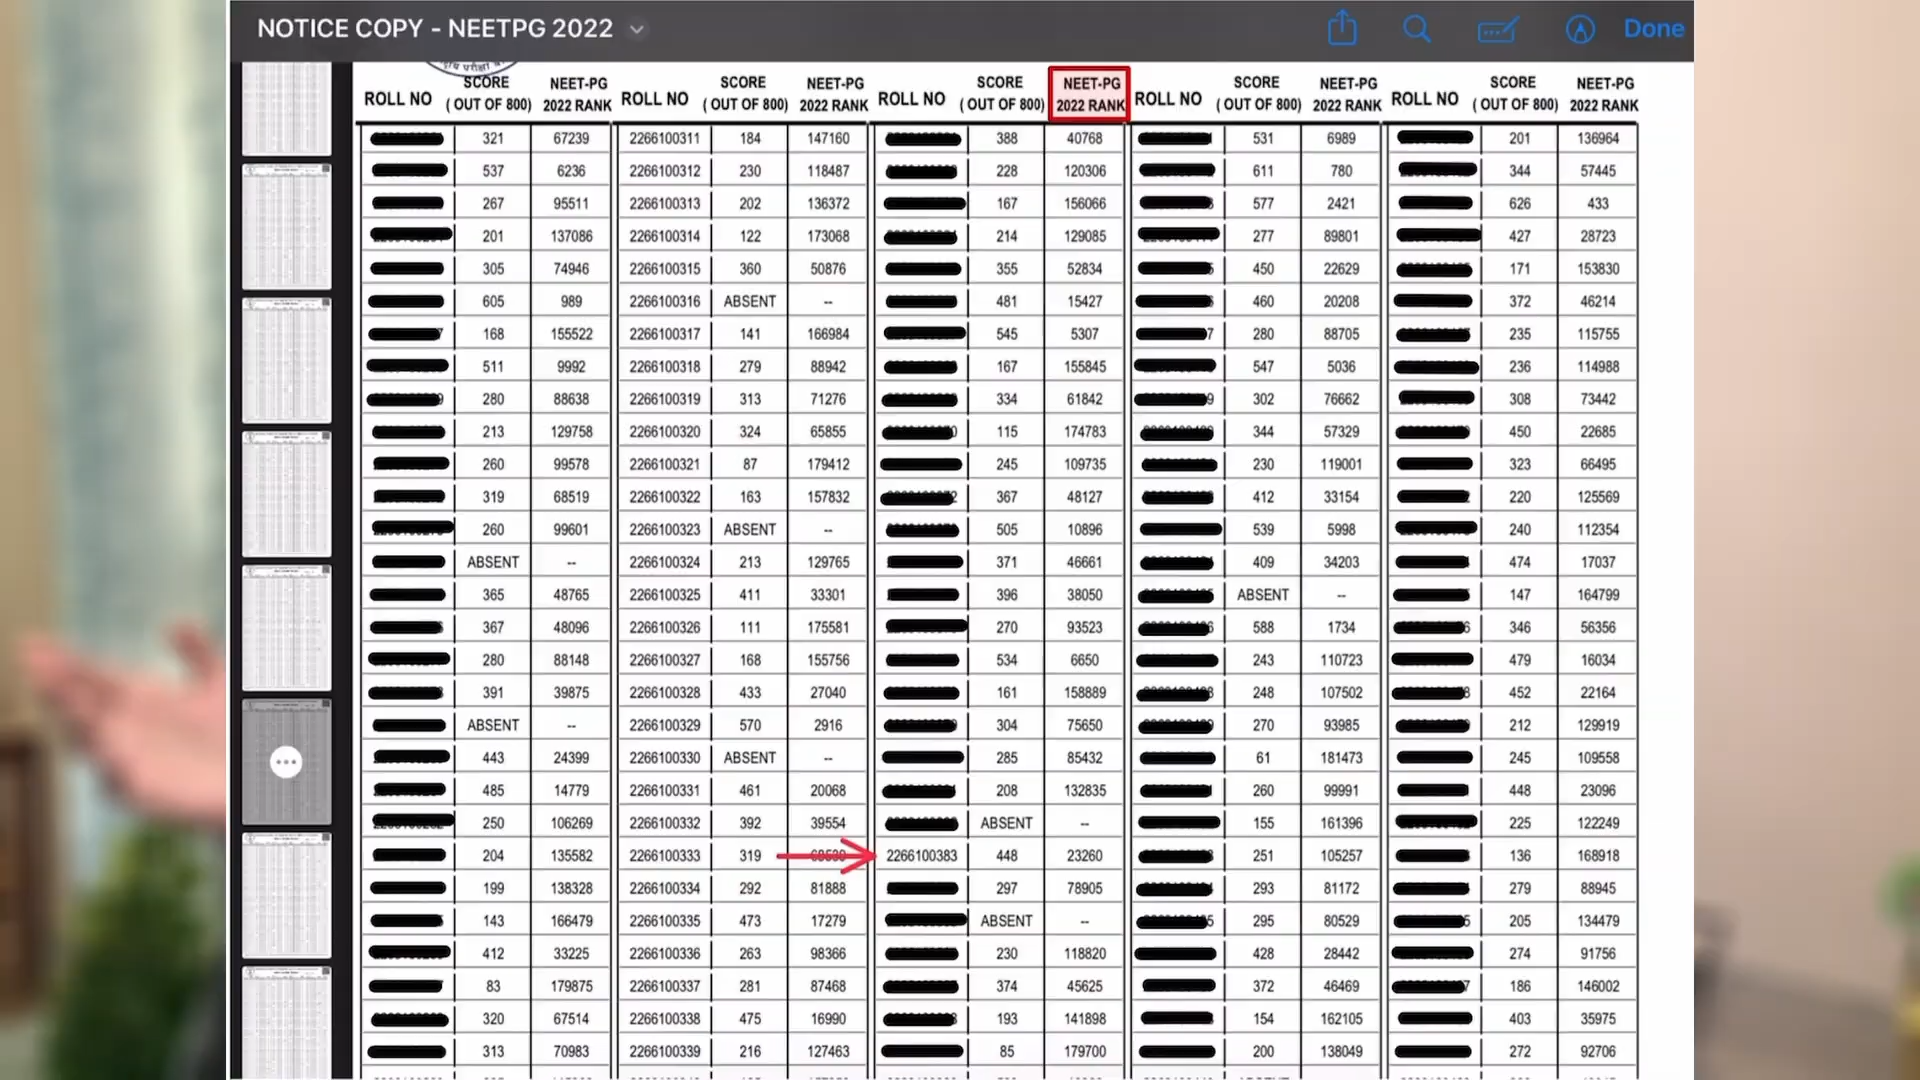 NOTICE COPY - NEETPG 2022
Done
ROLL NO SCORE ( OUT OF 800) NEET-PG 2022 RANK ROLL NO SCORE ( OUT OF 800) NEET-PG 2022 RANK ROLL NO SCORE ( OUT OF 800) NEET-PG 2022 RANK ROLL NO SCORE ( OUT OF 800) NEET-PG 2022 RANK ROLL NO SCORE ( OUT OF 800) NEET-PG 2022 RANK
321 67239 2266100311 184 147160 388 40768 531 6989 201 136964
537 6236 2266100312 230 118487 228 120306 611 780 344 57445
267 95511 2266100313 202 136372 167 156066 577 2421 626 433
201 137086 2266100314 122 173068 214 129085 277 89801 427 28723
305 74946 2266100315 360 50876 355 52834 450 22629 171 153830
605 989 2266100316 ABSENT -- 481 15427 460 20208 372 46214
168 155522 2266100317 141 166984 545 5307 280 88705 235 115755
511 9992 2266100318 279 88942 167 155845 547 5036 236 114988
280 88638 2266100319 313 71276 334 61842 302 76662 308 73442
213 129758 2266100320 324 65855 115 174783 344 57329 450 22685
260 99578 2266100321 87 179412 245 109735 230 119001 323 66495
319 68519 2266100322 163 157832 367 48127 412 33154 220 125569
260 99601 2266100323 ABSENT -- 505 10896 539 5998 240 112354
ABSENT -- 2266100324 213 129765 371 46661 409 34203 474 17037
365 48765 2266100325 411 33301 396 38050 ABSENT -- 147 164799
367 48096 2266100326 111 175581 270 93523 588 1734 346 56356
280 88148 2266100327 168 155756 534 6650 243 110723 479 16034
391 39875 2266100328 433 27040 161 158889 248 107502 452 22164
ABSENT -- 2266100329 570 2916 304 75650 270 93985 212 129919
443 24399 2266100330 ABSENT -- 285 85432 61 181473 245 109558
485 14779 2266100331 461 20068 208 132835 260 99991 448 23096
250 106269 2266100332 392 39554 ABSENT -- 155 161396 225 122249
204 135582 2266100333 319 2266100383 448 23260 251 105257 136 168918
199 138328 2266100334 292 81888 297 78905 293 81172 279 88945
143 166479 2266100335 473 17279 ABSENT -- 295 80529 205 134479
412 33225 2266100336 263 98366 230 118820 428 28442 274 91756
83 179875 2266100337 281 87468 374 45625 372 46469 186 146002
320 67514 2266100338 475 16990 193 141898 154 162105 403 35975
313 70983 2266100339 216 127463 85 179700 200 138049 272 92706